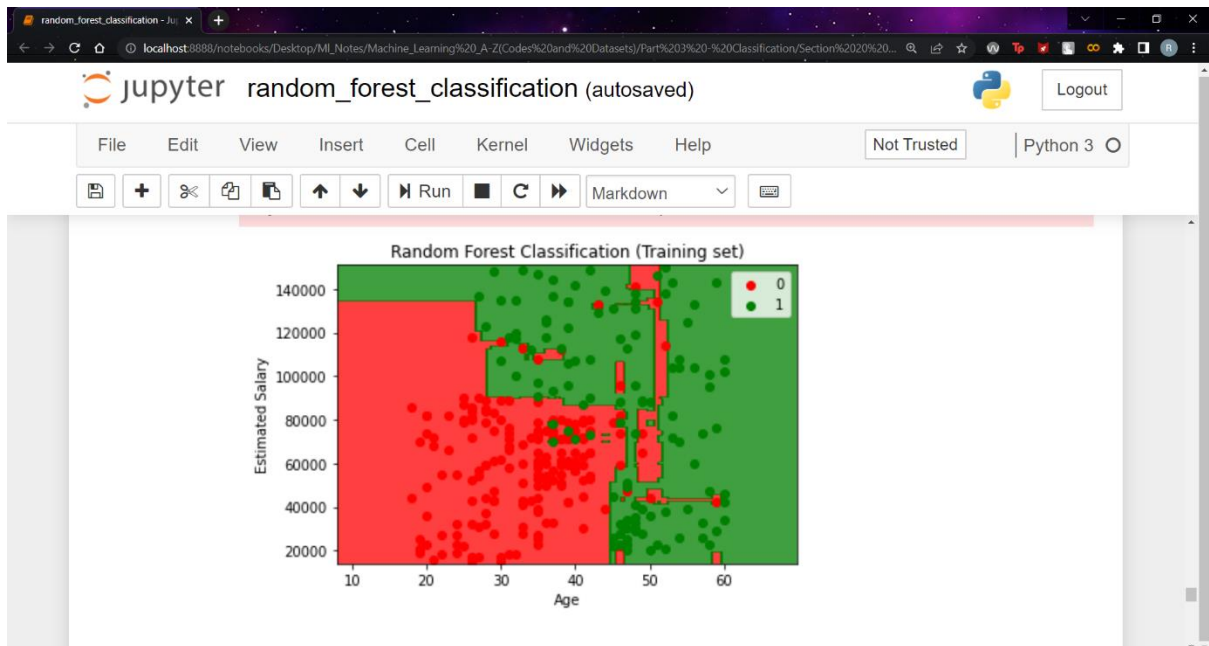 random_forest_classification - Ju
localhost:8888/notebooks/Desktop/Ml_Notes/Machine_Learning%20_A-Z(Codes%20and%20Datasets)/Part%203%20-%20Classification/Section%2020%20...
jupyter random_forest_classification (autosaved)
Logout
File Edit View Insert Cell Kernel Widgets Help Not Trusted Python 3
Run Markdown
Random Forest Classification (Training set)
0
1
140000
120000
100000
80000
60000
40000
20000
Estimated Salary
10 20 30 40 50 60
Age